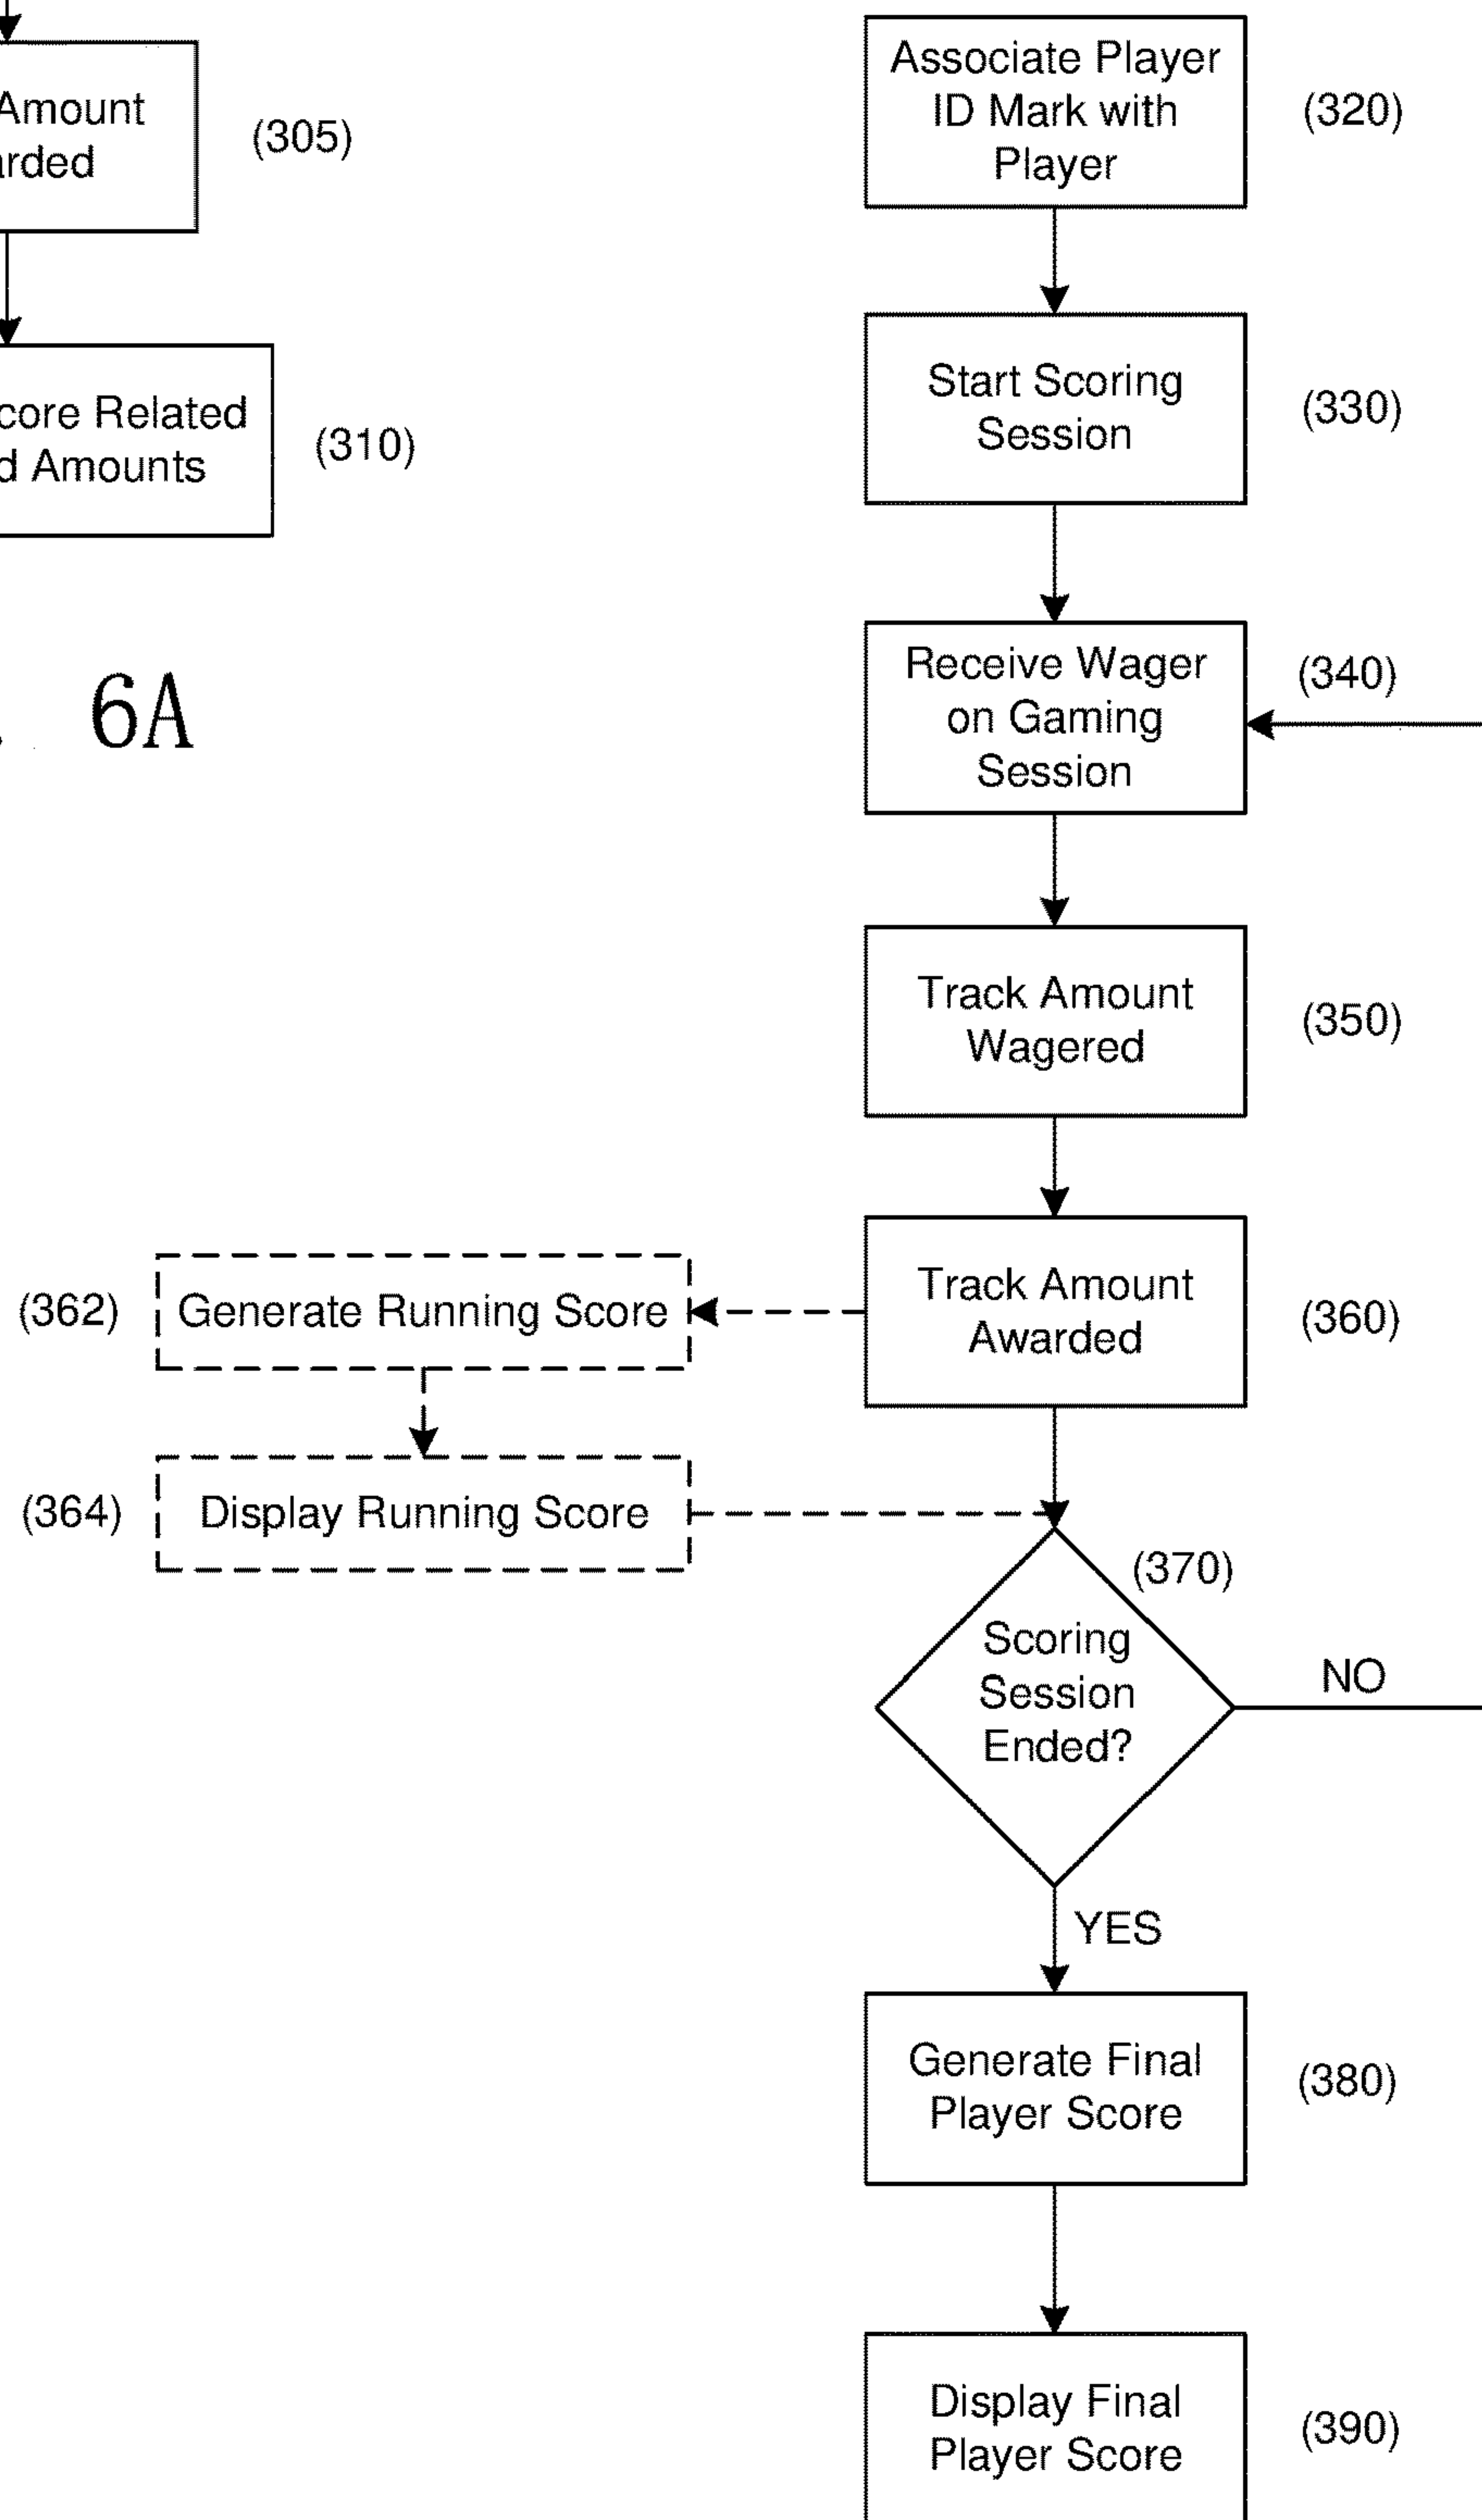 Amount
(305)
core Related
d Amounts
(310)
6A
Associate Player
ID Mark with
Player
(320)
Start Scoring
Session
(330)
Receive Wager
on Gaming
Session
(340)
Track Amount
Wagered
(350)
Track Amount
Awarded
(360)
(362)
Generate Running Score
(364)
Display Running Score
(370)
Scoring
Session
Ended?
NO
YES
Generate Final
Player Score
(380)
Display Final
Player Score
(390)